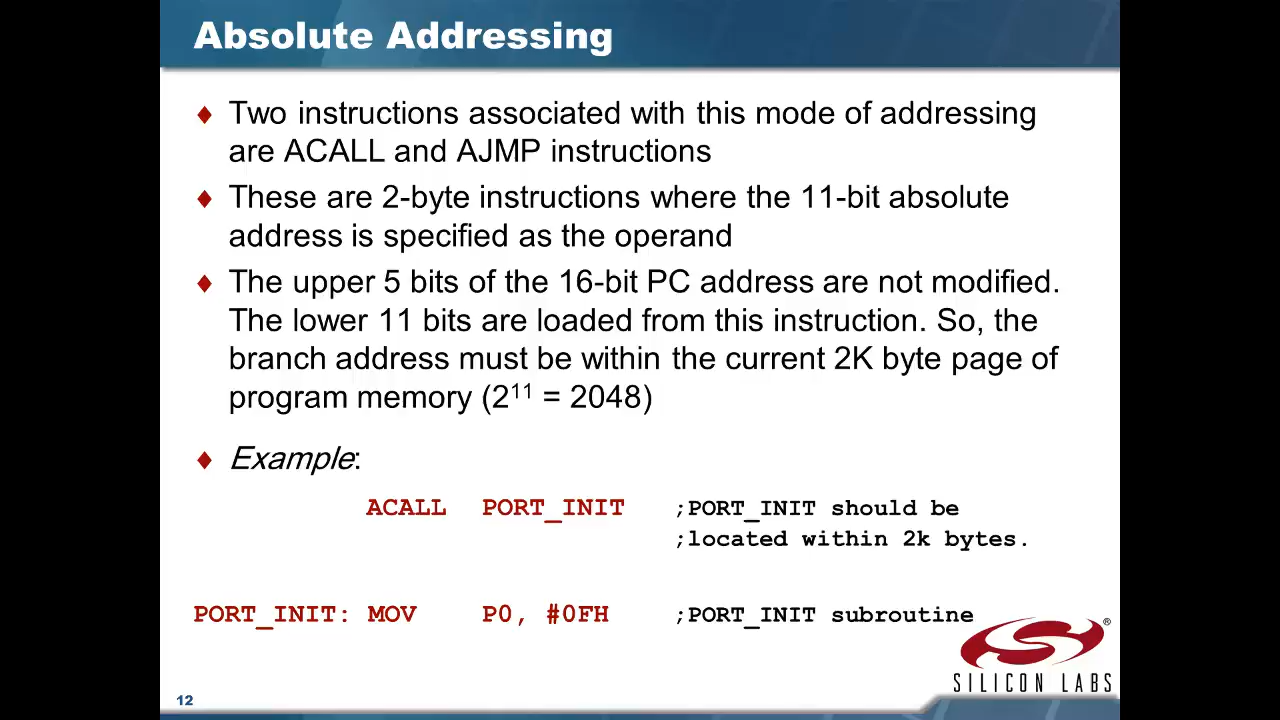 Absolute Addressing
♦ Two instructions associated with this mode of addressing
are ACALL and AJMP instructions
♦ These are 2-byte instructions where the 11-bit absolute
address is specified as the operand
♦ The upper 5 bits of the 16-bit PC address are not modified.
The lower 11 bits are loaded from this instruction. So, the
branch address must be within the current 2K byte page of
program memory (2¹¹ = 2048)
♦ Example:
ACALL PORT_INIT ;PORT_INIT should be
;located within 2k bytes.
PORT_INIT: MOV P0, #0FH ;PORT_INIT subroutine
SILICON LABS®
12